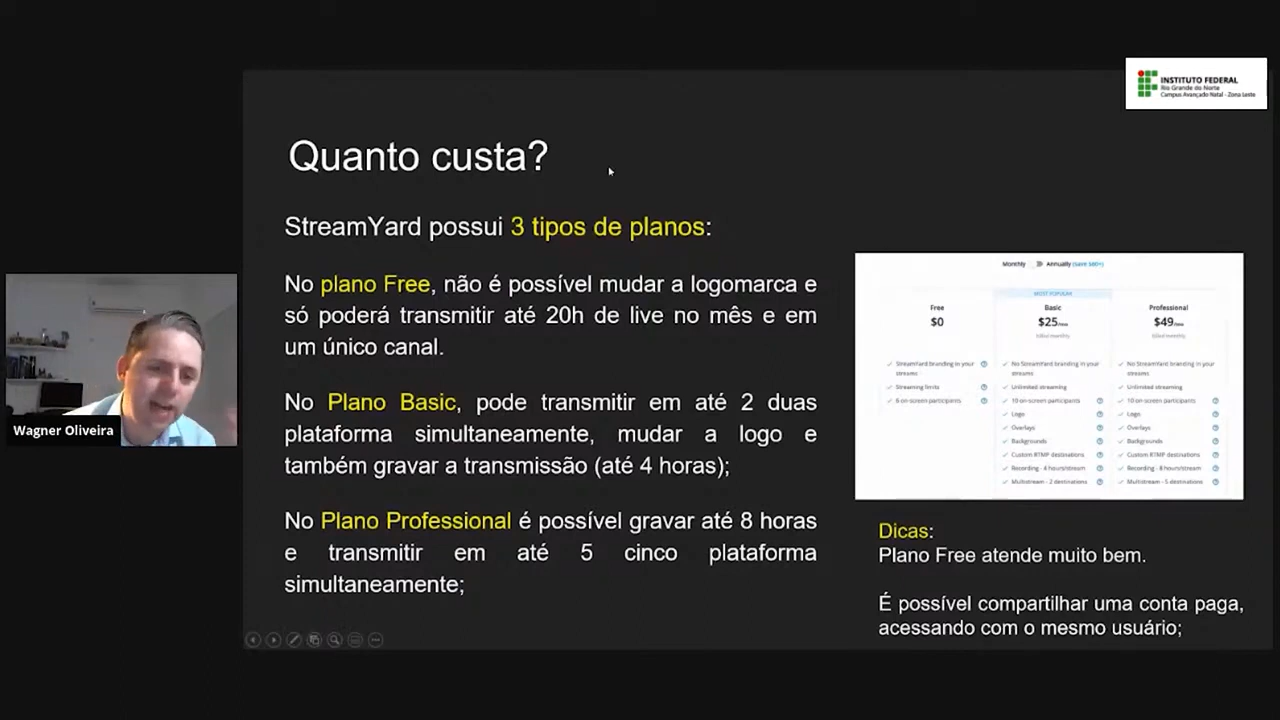 INSTITUTO FEDERAL
Rio Grande do Norte
Campus Avançado Natal - Zona Leste
Quanto custa?
StreamYard possui 3 tipos de planos:
No plano Free, não é possível mudar a logomarca e
só poterá transmitir até 20h de live no mês e em
um único canal.
No Plano Basic, pode transmitir em até 2 duas
plataforma simultaneamente, mudar a logo e
também gravar a transmissão (até 4 horas);
No Plano Professional é possível gravar até 8 horas
e transmitir em até 5 cinco plataforma
simultaneamente;
Wagner Oliveira
Monthly Annually (save $80+)
MOST POPULAR
Free
$0
StreamYard branding in your
streams
Streaming limits
6 on-screen participants
Basic
$25/mo
billed monthly
No StreamYard branding in your
streams
Unlimited streaming
10 on-screen participants
Logo
Overlays
Backgrounds
Custom RTMP destinations
Recording - 4 hours/stream
Multistream - 2 destinations
Professional
$49/mo
billed monthly
No StreamYard branding in your
streams
Unlimited streaming
10 on-screen participants
Logo
Overlays
Backgrounds
Custom RTMP destinations
Recording - 8 hours/stream
Multistream - 5 destinations
Dicas:
Plano Free atende muito bem.
É possível compartilhar uma conta paga,
acessando com o mesmo usuário;